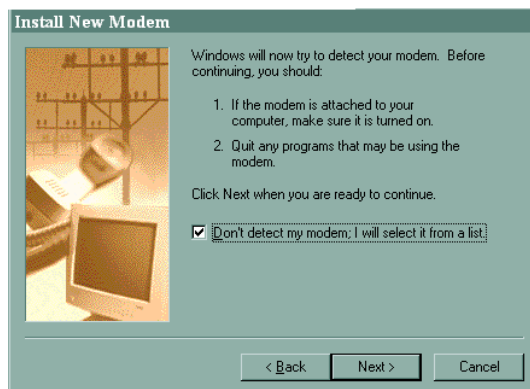 Install New Modem
Windows will now try to detect your modem. Before
continuing, you should:
1. If the modem is attached to your
computer, make sure it is turned on.
2. Quit any programs that may be using the
modem.
Click Next when you are ready to continue.
Don't detect my modem; I will select it from a list.
< Back
Next >
Cancel